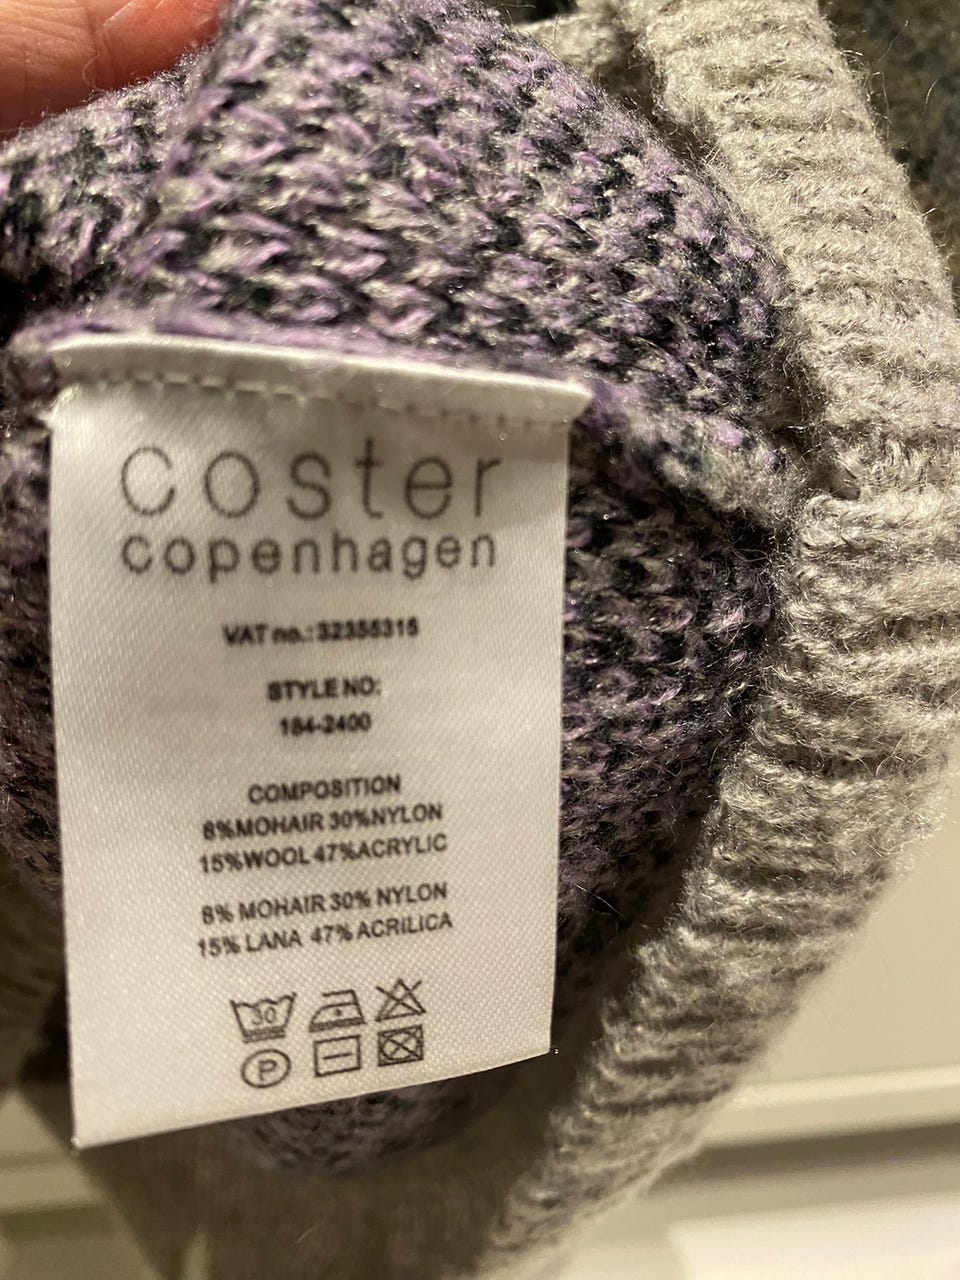 coster
copenhagen
VAT no.: 32355315
STYLE NO:
184-2400
COMPOSITION
8%MOHAIR 30%NYLON
15%WOOL 47%ACRYLIC
8% MOHAIR 30% NYLON
15% LANA 47% ACRILICA
30
P